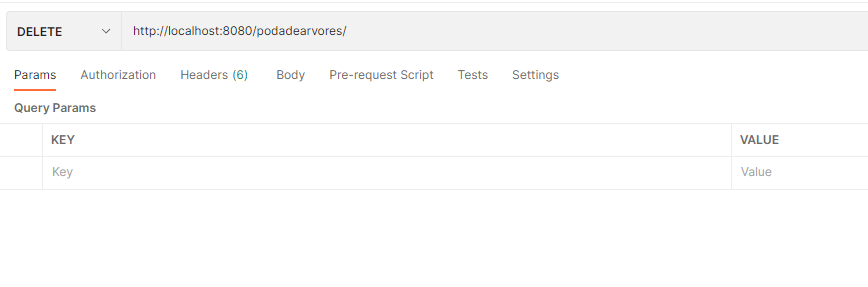 DELETE http://localhost:8080/podadearvores/
Params Authorization Headers (6) Body Pre-request Script Tests Settings
Query Params
KEY VALUE
Key Value